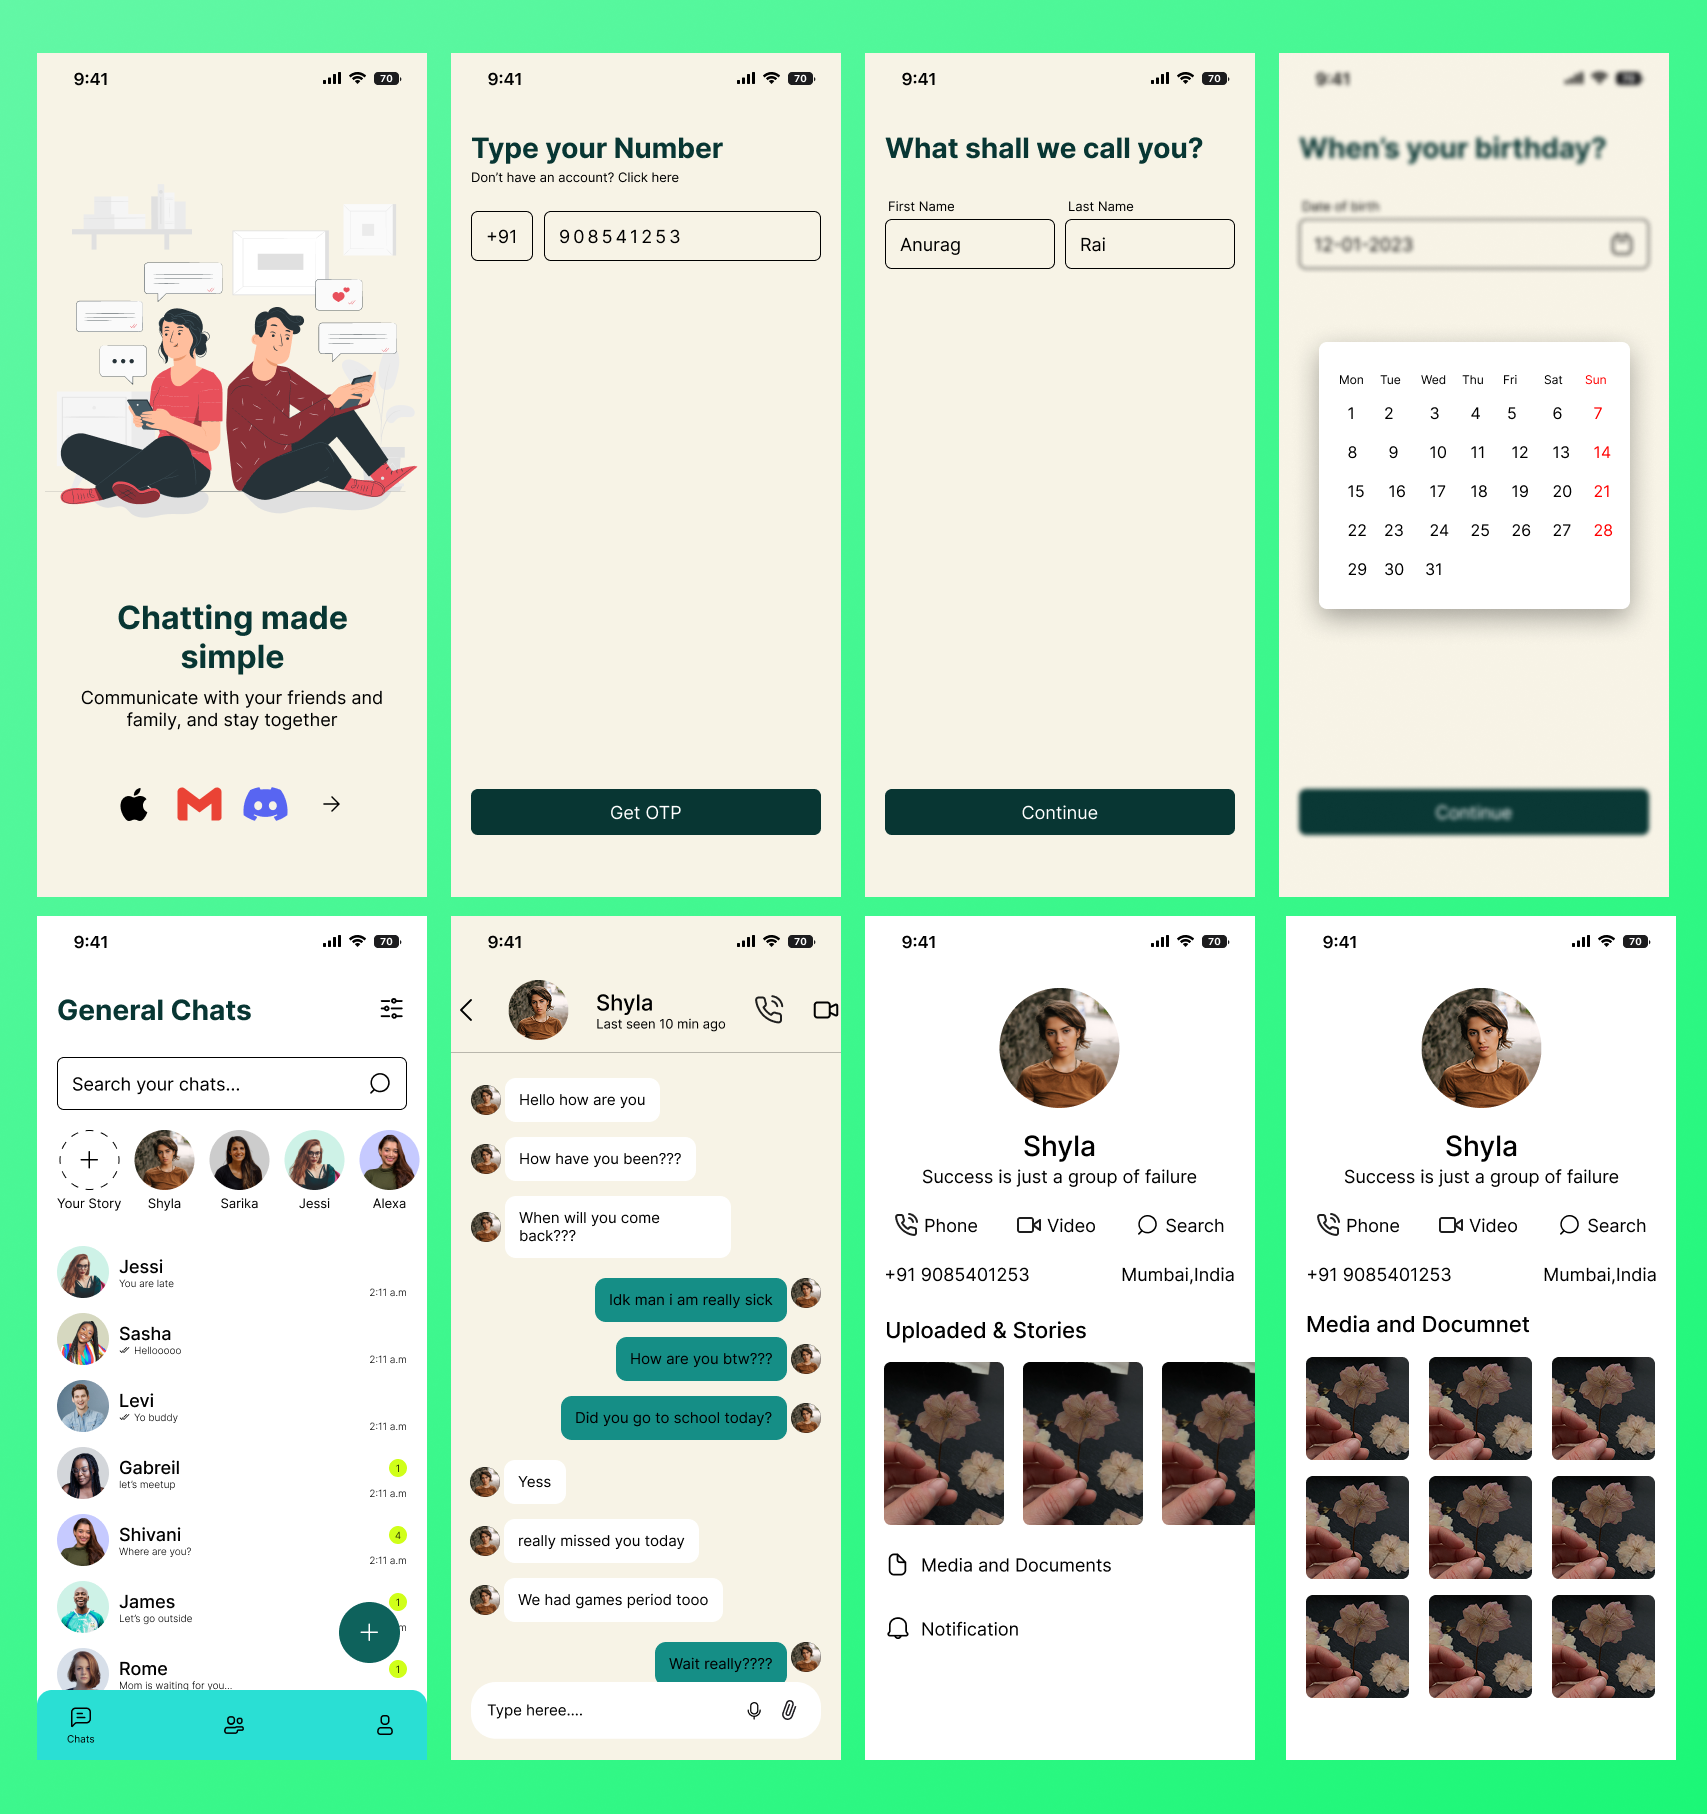 9:41
70
Chatting made
simple
Communicate with your friends and
family, and stay together
9:41
70
Type your Number
Don't have an account? Click here
+91
908541253
Get OTP
9:41
70
What shall we call you?
First Name
Last Name
Anurag
Rai
Continue
9:41
70
When's your birthday?
Date of birth
12-01-2023
Mon Tue Wed Thu Fri Sat Sun
1 2 3 4 5 6 7
8 9 10 11 12 13 14
15 16 17 18 19 20 21
22 23 24 25 26 27 28
29 30 31
Continue
9:41
70
General Chats
Search your chats...
Your Story
Shyla
Sarika
Jessi
Alexa
Jessi
You are late
2:11 a.m
Sasha
Hellooooo
2:11 a.m
Levi
Yo buddy
2:11 a.m
Gabreil
let's meetup
1
2:11 a.m
Shivani
Where are you?
4
2:11 a.m
James
Let's go outside
1
m
Rome
Mom is waiting for you...
1
Chats
9:41
70
Shyla
Last seen 10 min ago
Hello how are you
How have you been???
When will you come
back???
Idk man i am really sick
How are you btw???
Did you go to school today?
Yess
really missed you today
We had games period tooo
Wait really????
Type heree....
9:41
70
Shyla
Success is just a group of failure
Phone
Video
Search
+91 9085401253
Mumbai,India
Uploaded & Stories
Media and Documents
Notification
9:41
70
Shyla
Success is just a group of failure
Phone
Video
Search
+91 9085401253
Mumbai,India
Media and Documnet